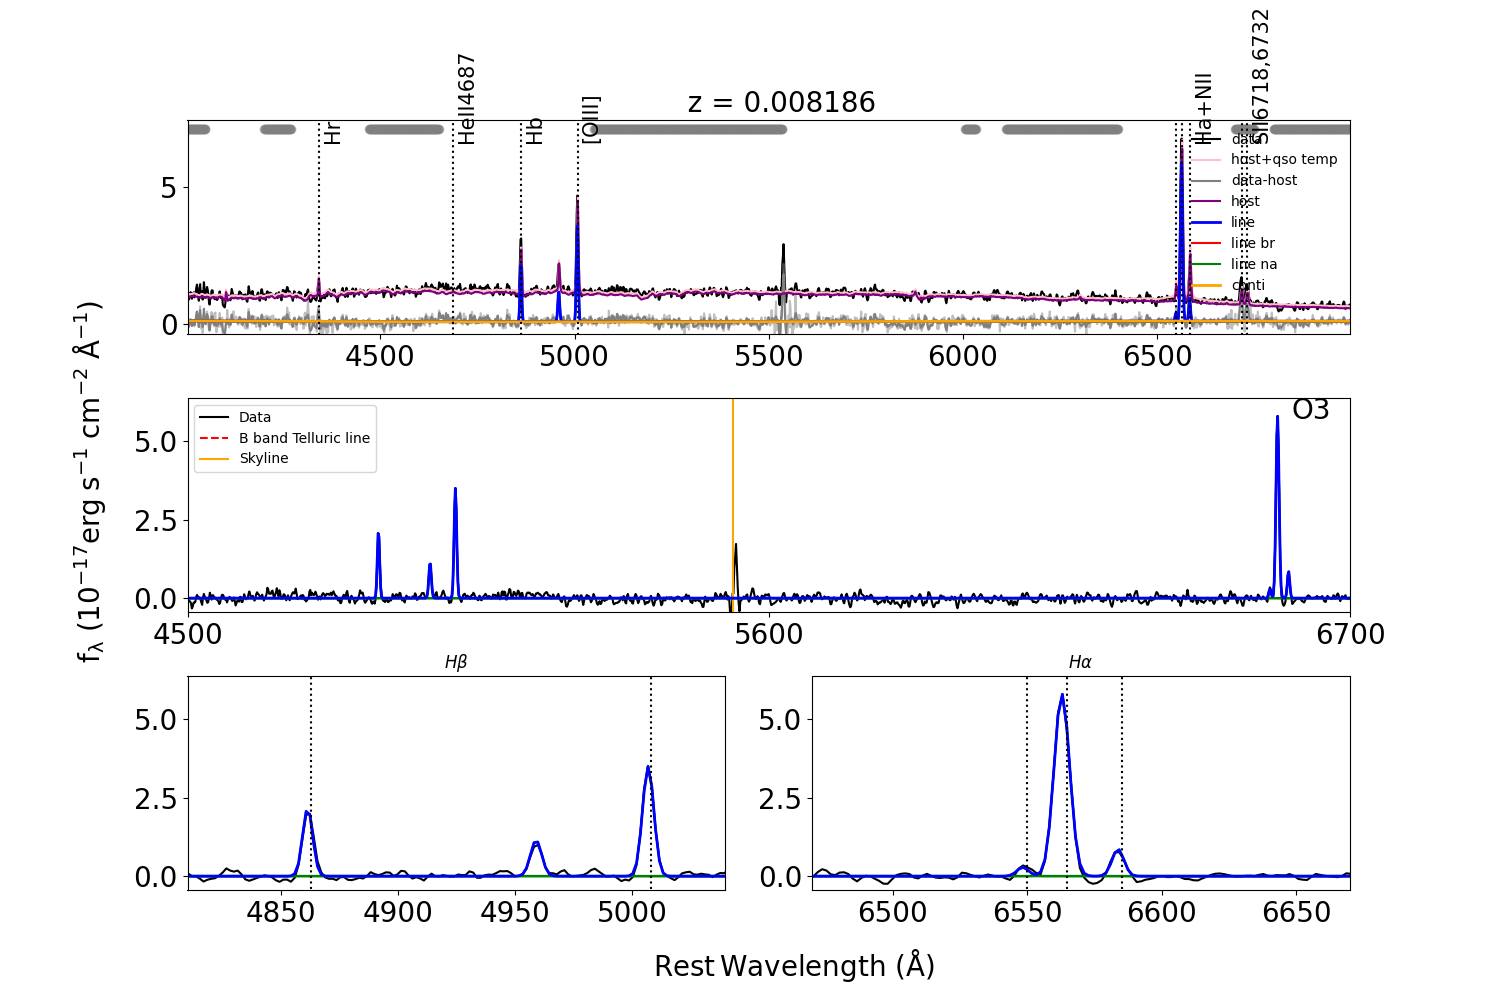 z = 0.008186
Hr
HeII4687
Hb
[OIII]
Ha+NII
SII6718,6732
data
host+qso temp
data-host
host
line
line br
line na
conti
5
0
4500
5000
5500
6000
6500
f_λ (10^−17 erg s^−1 cm^−2 Å^−1)
Data
B band Telluric line
Skyline
O3
5.0
2.5
0.0
4500
5600
6700
Hβ
5.0
2.5
0.0
4850
4900
4950
5000
Hα
5.0
2.5
0.0
6500
6550
6600
6650
Rest Wavelength (Å)